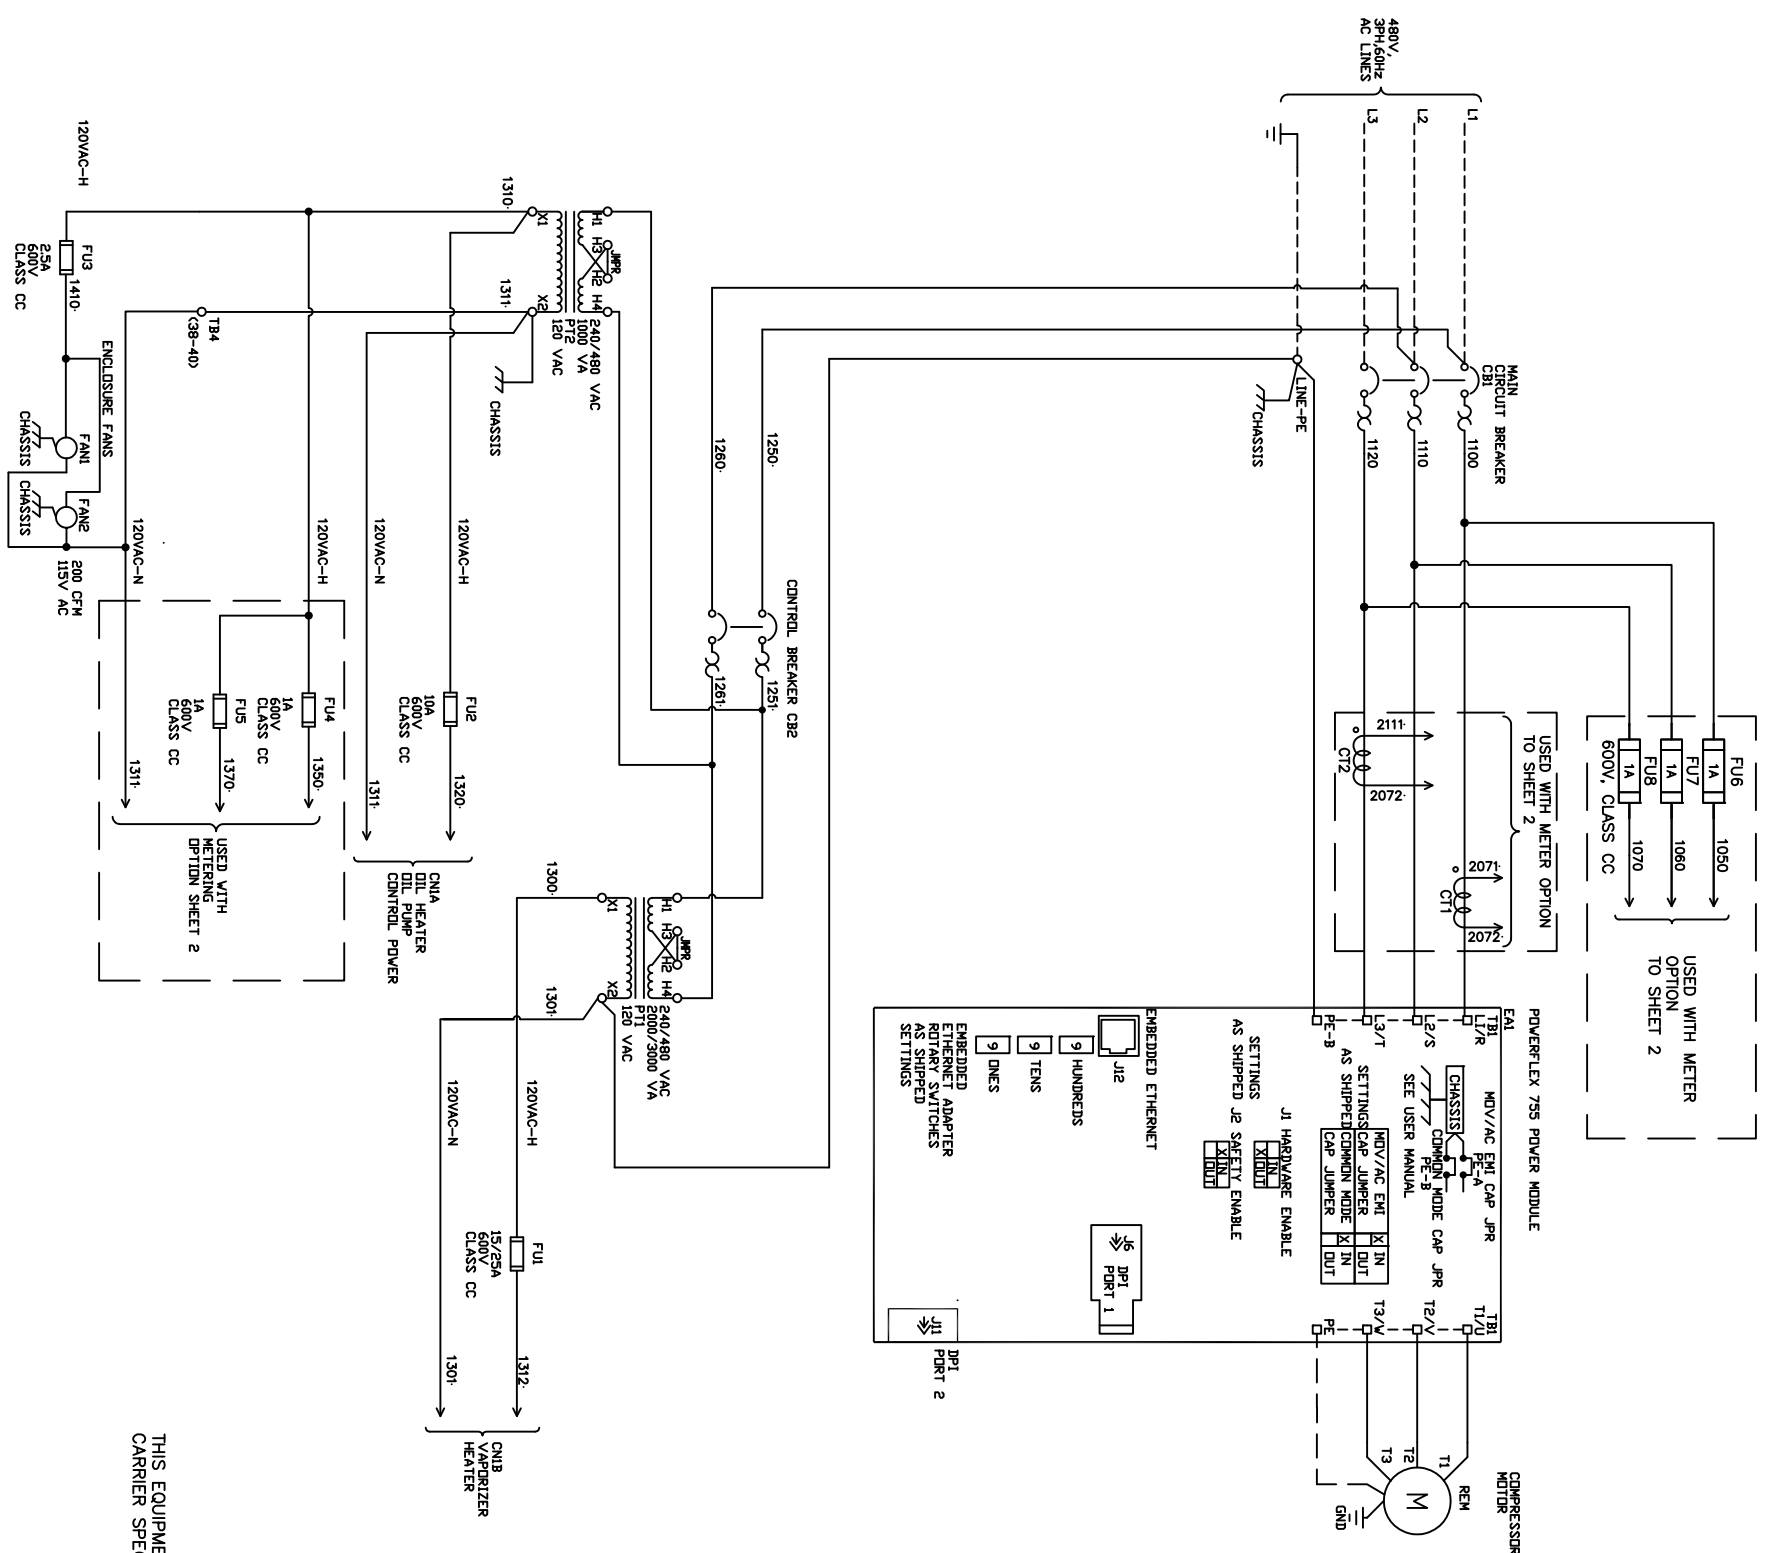 480V,
3PH,60Hz
AC LINES
L1
L2
L3
MAIN
CIRCUIT BREAKER
CB1
1100
1110
1120
LINE-PE
CHASSIS
FU6
1A
FU7
1A
FU8
1A
600V, CLASS CC
1050
1060
1070
USED WITH METER
OPTION
TO SHEET 2
USED WITH METER OPTION
TO SHEET 2
2111
CT2
2072
2071
CT1
2072
POWERFLEX 755 POWER MODULE
EA1
TB1
L1/R
L2/S
L3/T
PE-B
MOV/AC EMI CAP JPR
PE-A
CHASSIS
PE-B
COMMON MODE CAP JPR
SEE USER MANUAL
SETTINGS
AS SHIPPED
MOV/AC EMI
CAP JUMPER
X IN
OUT
COMMON MODE
CAP JUMPER
X IN
OUT
J1 HARDWARE ENABLE
SETTINGS
AS SHIPPED
IN
X OUT
J2 SAFETY ENABLE
X IN
OUT
EMBEDDED ETHERNET
J12
9 HUNDREDS
9 TENS
9 ONES
EMBEDDED
ETHERNET ADAPTER
ROTARY SWITCHES
AS SHIPPED
SETTINGS
J6
DPI
PORT 1
J11
DPI
PORT 2
TB1
T1/U
T2/V
T3/W
PE
T1
T2
T3
COMPRESSOR
MOTOR
REM
M
GND
1250
1260
CONTROL BREAKER CB2
1251
1261
1310
X1
H1
H3
JMPR
H2
H4
X2
1311
240/480 VAC
1000 VA
PT2
120 VAC
CHASSIS
120VAC-H
FU2
10A
600V
CLASS CC
1320
120VAC-N
1311
CN1A
OIL HEATER
OIL PUMP
CONTROL POWER
120VAC-H
FU3
2.5A
600V
CLASS CC
1410
TB4
(38-40)
ENCLOSURE FANS
FAN1
CHASSIS
FAN2
CHASSIS
200 CFM
115V AC
120VAC-H
120VAC-N
FU4
1A
600V
CLASS CC
1350
FU5
1A
600V
CLASS CC
1370
1311
USED WITH
METERING
OPTION SHEET 2
1300
X1
H1
H3
JMPR
H2
H4
X2
1301
240/480 VAC
2000/3000 VA
PT1
120 VAC
120VAC-H
FU1
15/25A
600V
CLASS CC
1312
120VAC-N
1301
CN1B
VAPORIZER
HEATER
THIS EQUIPME
CARRIER SPE